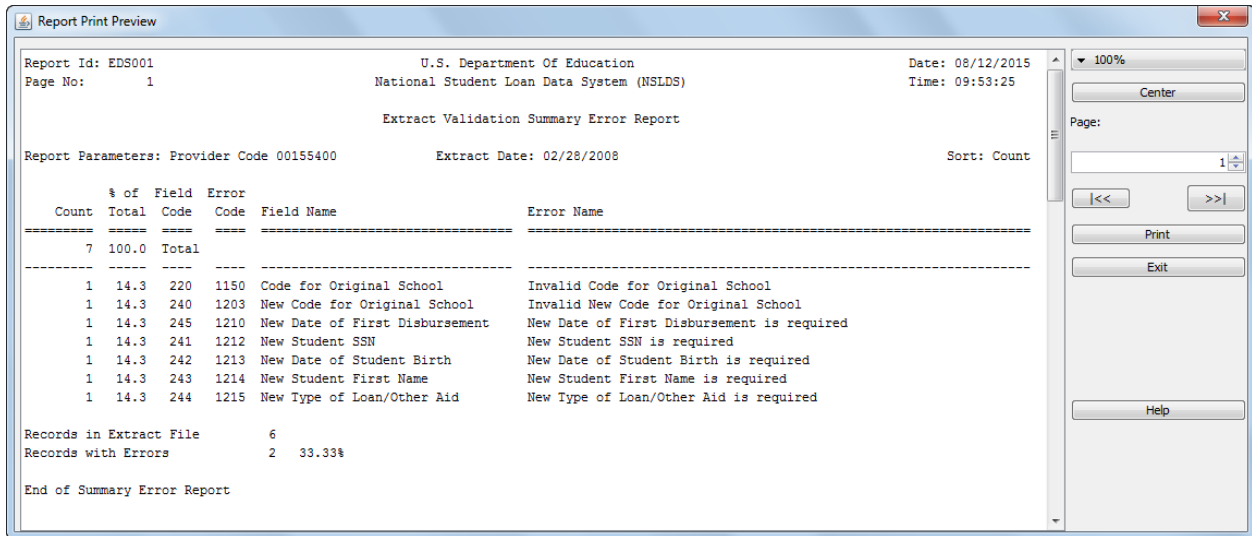 Report Print Preview
Report Id: EDS001 U.S. Department Of Education Date: 08/12/2015
Page No: 1 National Student Loan Data System (NSLDS) Time: 09:53:25
Extract Validation Summary Error Report
Report Parameters: Provider Code 00155400 Extract Date: 02/28/2008 Sort: Count
% of Field Error
Count Total Code Code Field Name Error Name
========= ===== ==== ==== ================================= ==================================================================
7 100.0 Total
--------- ----- ---- ---- --------------------------------- ------------------------------------------------------------------
1 14.3 220 1150 Code for Original School Invalid Code for Original School
1 14.3 240 1203 New Code for Original School Invalid New Code for Original School
1 14.3 245 1210 New Date of First Disbursement New Date of First Disbursement is required
1 14.3 241 1212 New Student SSN New Student SSN is required
1 14.3 242 1213 New Date of Student Birth New Date of Student Birth is required
1 14.3 243 1214 New Student First Name New Student First Name is required
1 14.3 244 1215 New Type of Loan/Other Aid New Type of Loan/Other Aid is required
Records in Extract File 6
Records with Errors 2 33.33%
End of Summary Error Report
100%
Center
Page:
1
|<< >>|
Print
Exit
Help